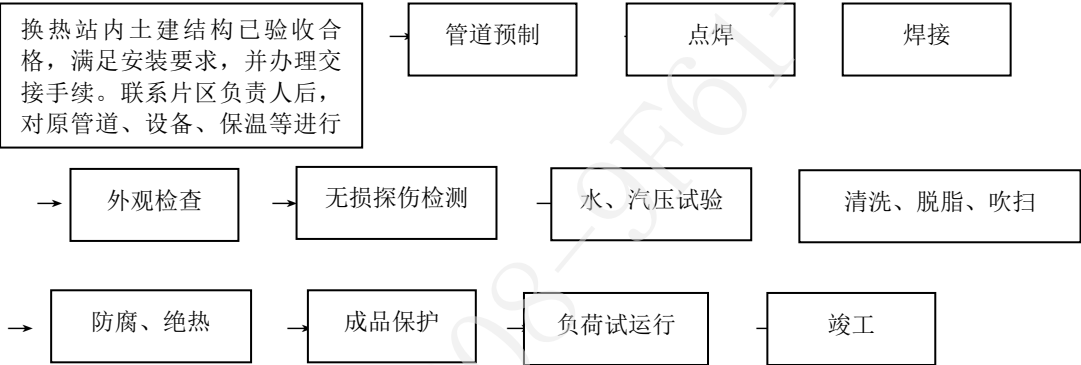 换热站内土建结构已验收合
格，满足安装要求，并办理交
接手续。联系片区负责人后，
对原管道、设备、保温等进行
管道预制
点焊
焊接
外观检查
无损探伤检测
水、汽压试验
清洗、脱脂、吹扫
防腐、绝热
成品保护
负荷试运行
竣工
08-9F61-